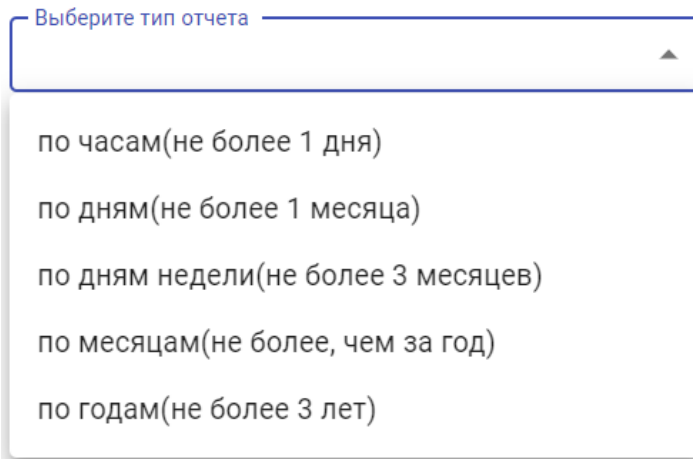 Выберите тип отчета
по часам(не более 1 дня)
по дням(не более 1 месяца)
по дням недели(не более 3 месяцев)
по месяцам(не более, чем за год)
по годам(не более 3 лет)